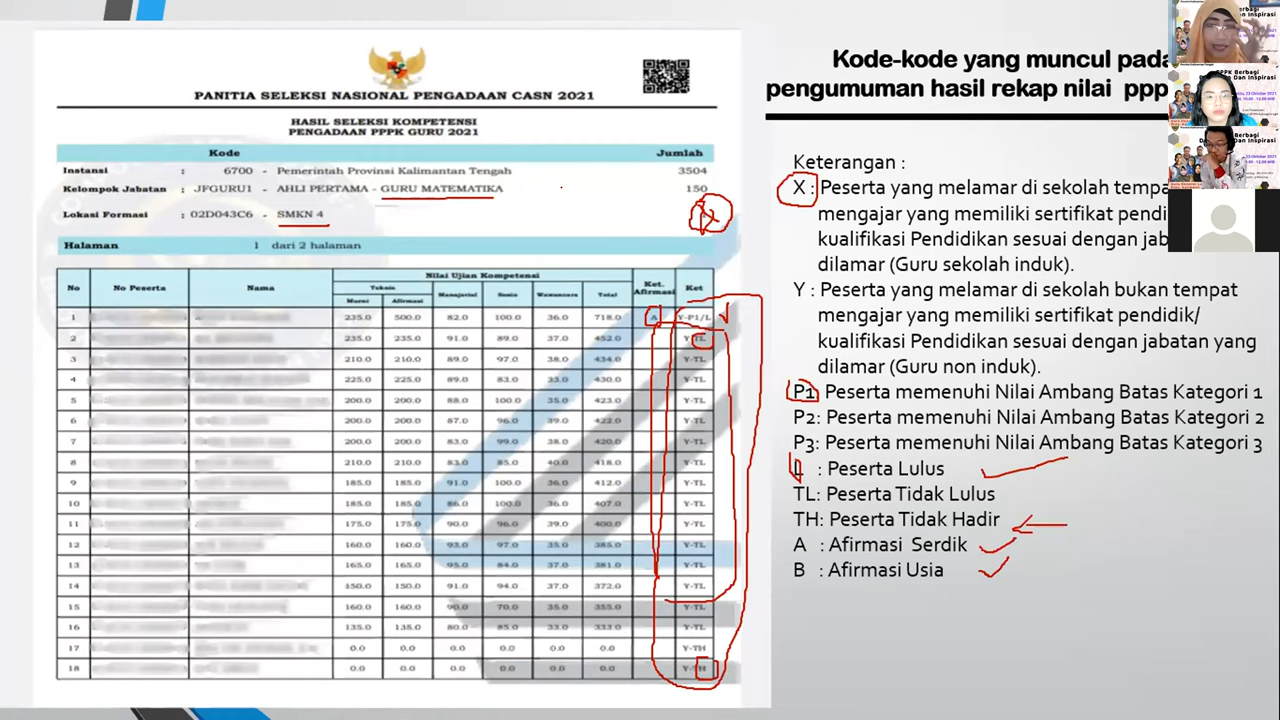 PANITIA SELEKSI NASIONAL PENGADAAN CASN 2021
HASIL SELEKSI KOMPETENSI
PENGADAAN PPPK GURU 2021
Kode Jumlah
Instansi : 6700 - Pemerintah Provinsi Kalimantan Tengah 3504
Kelompok Jabatan : JFGURU1 - AHLI PERTAMA - GURU MATEMATIKA 150
Lokasi Formasi : 02D043C6 - SMKN 4
Halaman 1 dari 2 halaman
No No Peserta Nama Nilai Ujian Kompetensi Ket. Afirmasi Ket
Teknis Manajerial Sosio Wawancara Total
Murni Afirmasi
1 235.0 500.0 82.0 100.0 36.0 718.0 A Y-P1/L
2 235.0 235.0 91.0 89.0 37.0 452.0 Y-TL
3 210.0 210.0 89.0 97.0 38.0 434.0 Y-TL
4 225.0 225.0 89.0 83.0 33.0 430.0 Y-TL
5 200.0 200.0 88.0 100.0 35.0 423.0 Y-TL
6 200.0 200.0 87.0 96.0 39.0 422.0 Y-TL
7 200.0 200.0 83.0 99.0 38.0 420.0 Y-TL
8 210.0 210.0 83.0 85.0 40.0 418.0 Y-TL
9 185.0 185.0 91.0 100.0 36.0 412.0 Y-TL
10 185.0 185.0 86.0 100.0 36.0 407.0 Y-TL
11 175.0 175.0 90.0 96.0 39.0 400.0 Y-TL
12 160.0 160.0 93.0 97.0 35.0 385.0 Y-TL
13 165.0 165.0 95.0 84.0 37.0 381.0 Y-TL
14 150.0 150.0 91.0 94.0 37.0 372.0 Y-TL
15 160.0 160.0 90.0 70.0 35.0 355.0 Y-TL
16 135.0 135.0 80.0 85.0 33.0 333.0 Y-TL
17 0.0 0.0 0.0 0.0 0.0 0.0 Y-TH
18 0.0 0.0 0.0 0.0 0.0 0.0 Y-TH
Kode-kode yang muncul pada
pengumuman hasil rekap nilai ppp
Keterangan :
X : Peserta yang melamar di sekolah tempa
mengajar yang memiliki sertifikat pendi
kualifikasi Pendidikan sesuai dengan jaba
dilamar (Guru sekolah induk).
Y : Peserta yang melamar di sekolah bukan tempat
mengajar yang memiliki sertifikat pendidik/
kualifikasi Pendidikan sesuai dengan jabatan yang
dilamar (Guru non induk).
P1: Peserta memenuhi Nilai Ambang Batas Kategori 1
P2: Peserta memenuhi Nilai Ambang Batas Kategori 2
P3: Peserta memenuhi Nilai Ambang Batas Kategori 3
L : Peserta Lulus
TL: Peserta Tidak Lulus
TH: Peserta Tidak Hadir
A : Afirmasi Serdik
B : Afirmasi Usia